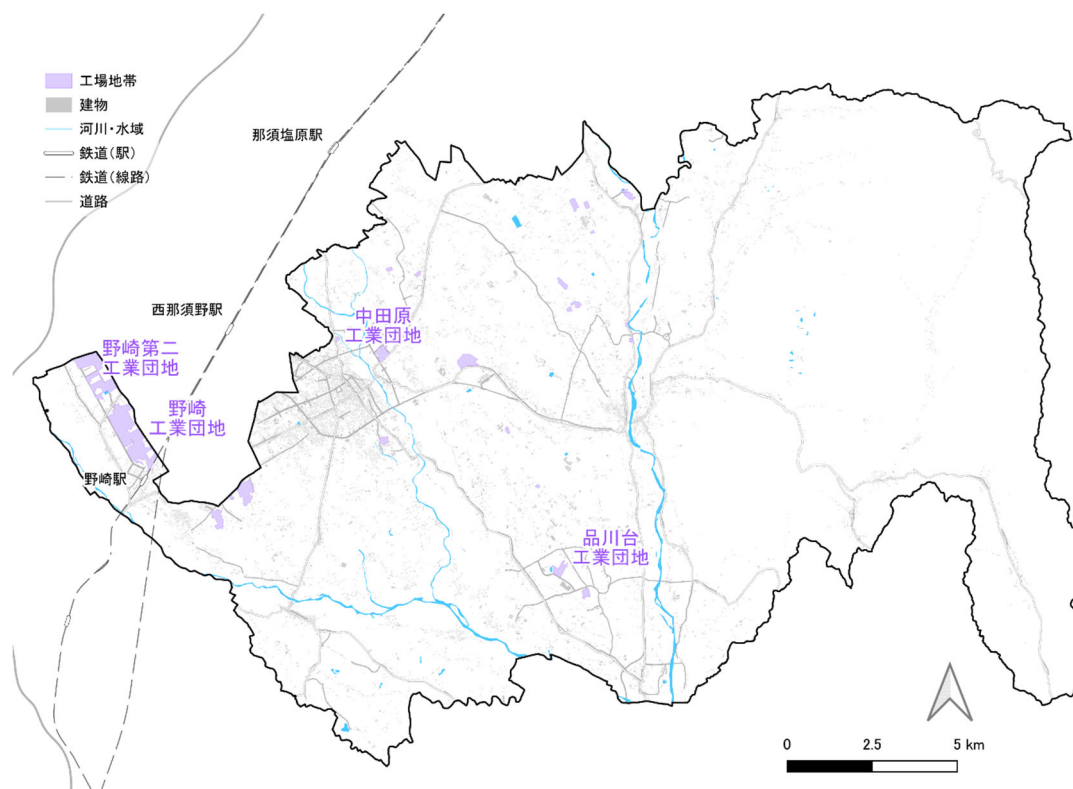 工場地帯
建物
河川・水域
鉄道(駅)
鉄道(線路)
道路
那須塩原駅
西那須野駅
中田原
工業団地
野崎第二
工業団地
野崎
工業団地
野崎駅
品川台
工業団地
0 2.5 5 km